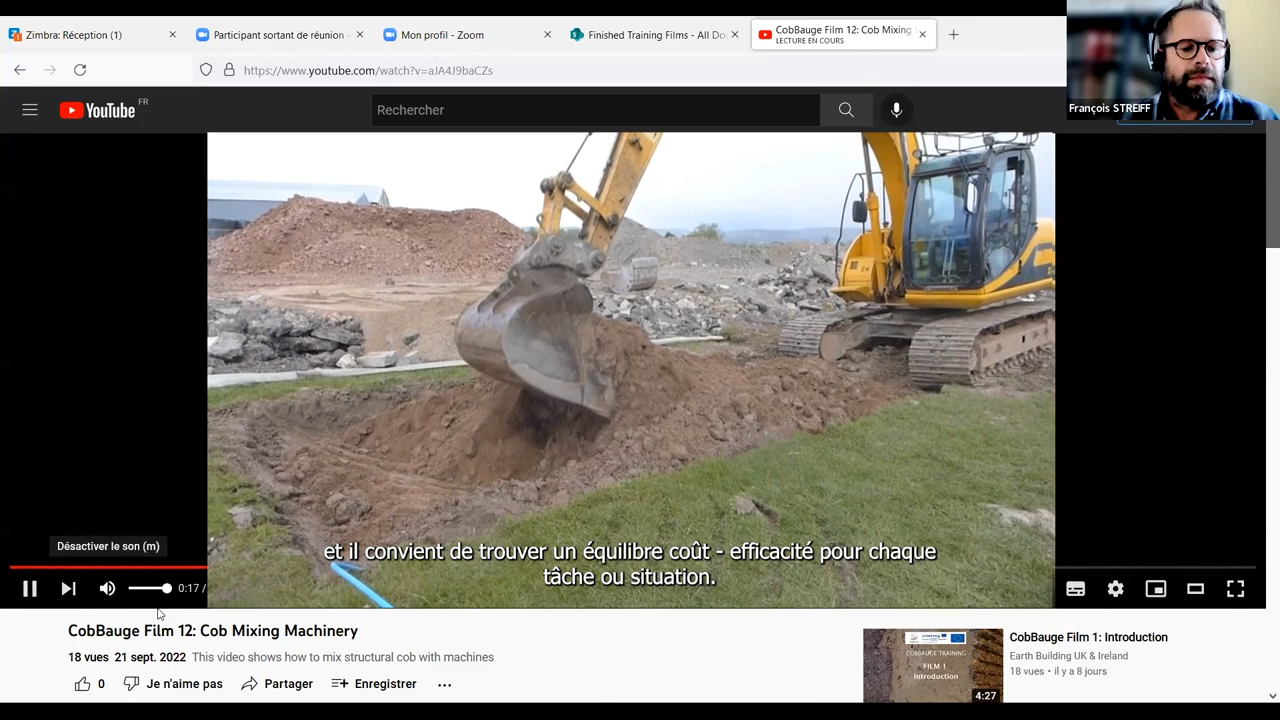 Zimbra: Réception (1)
Participant sortant de réunion -
Mon profil - Zoom
Finished Training Films - All Do
CobBauge Film 12: Cob Mixing
LECTURE EN COURS
https://www.youtube.com/watch?v=aJA4J9baCZs
François STREIFF
YouTube FR
Rechercher
et il convient de trouver un équilibre coût - efficacité pour chaque
tâche ou situation.
Désactiver le son (m)
0:17 /
CobBauge Film 12: Cob Mixing Machinery
18 vues 21 sept. 2022 This video shows how to mix structural cob with machines
0 Je n'aime pas Partager Enregistrer ...
COBBAUGE TRAINING
FILM 1
Introduction
4:27
CobBauge Film 1: Introduction
Earth Building UK & Ireland
18 vues • il y a 8 jours